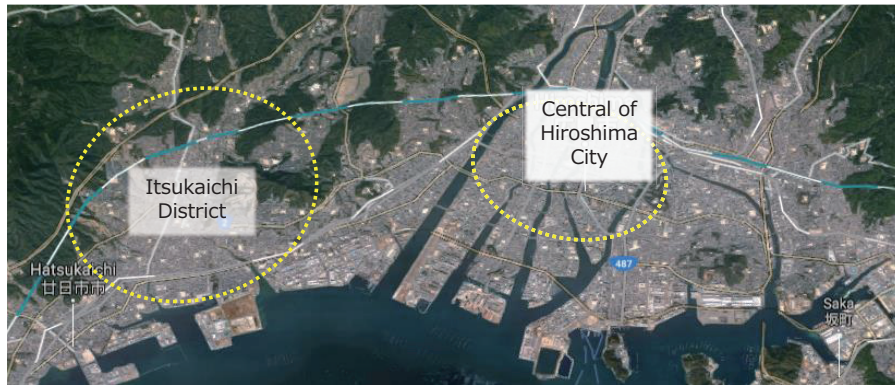 Central of
Hiroshima
City
Itsukaichi
District
Hatsukaichi
廿日市市
487
Saka
坂町